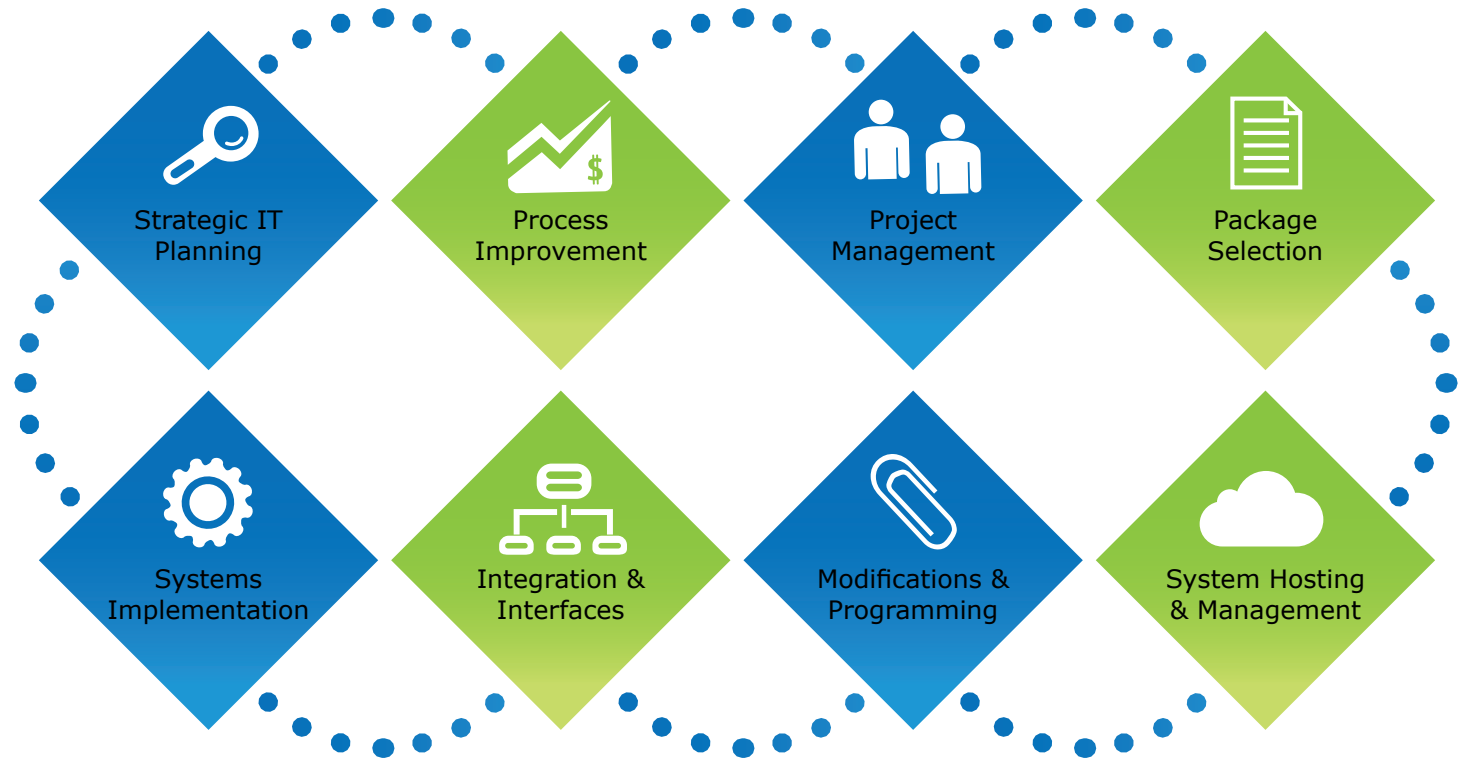 Strategic IT
Planning
$
Process
Improvement
Project
Management
Package
Selection
Systems
Implementation
Integration &
Interfaces
Modifications &
Programming
System Hosting
& Management